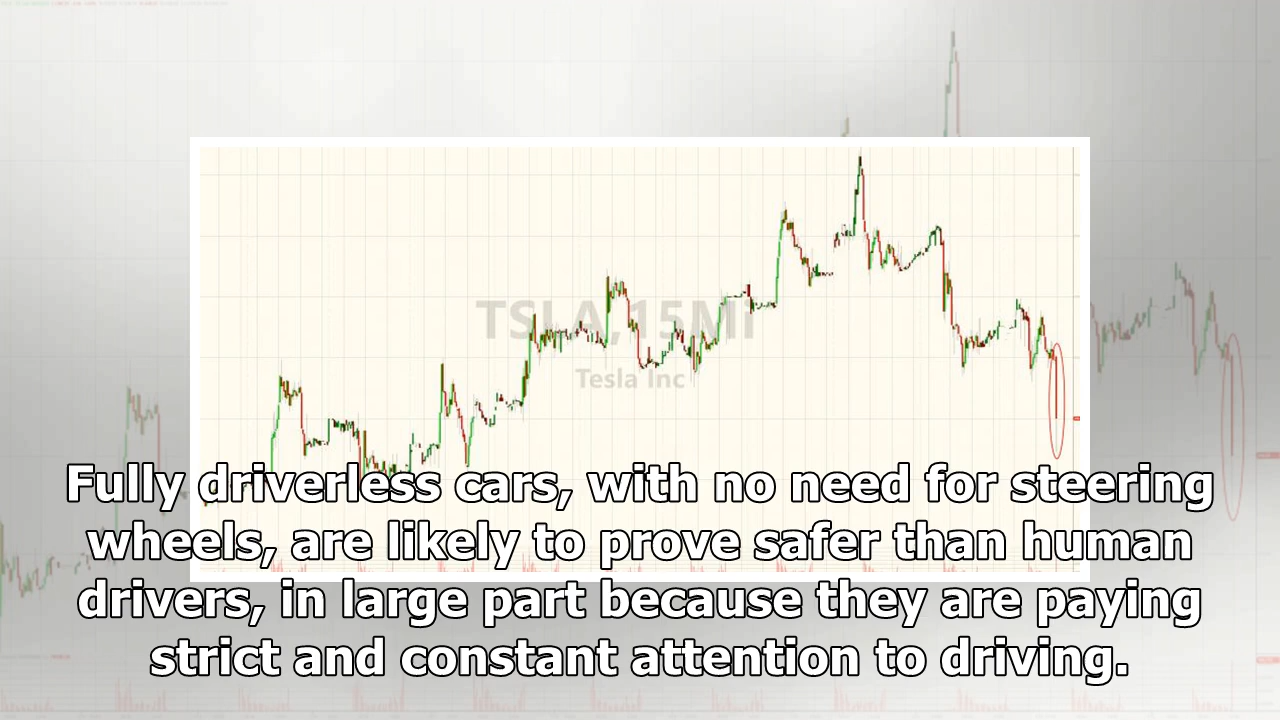 TSLA,15Mi
Tesla Inc
Fully driverless cars, with no need for steering
wheels, are likely to prove safer than human
drivers, in large part because they are paying
strict and constant attention to driving.